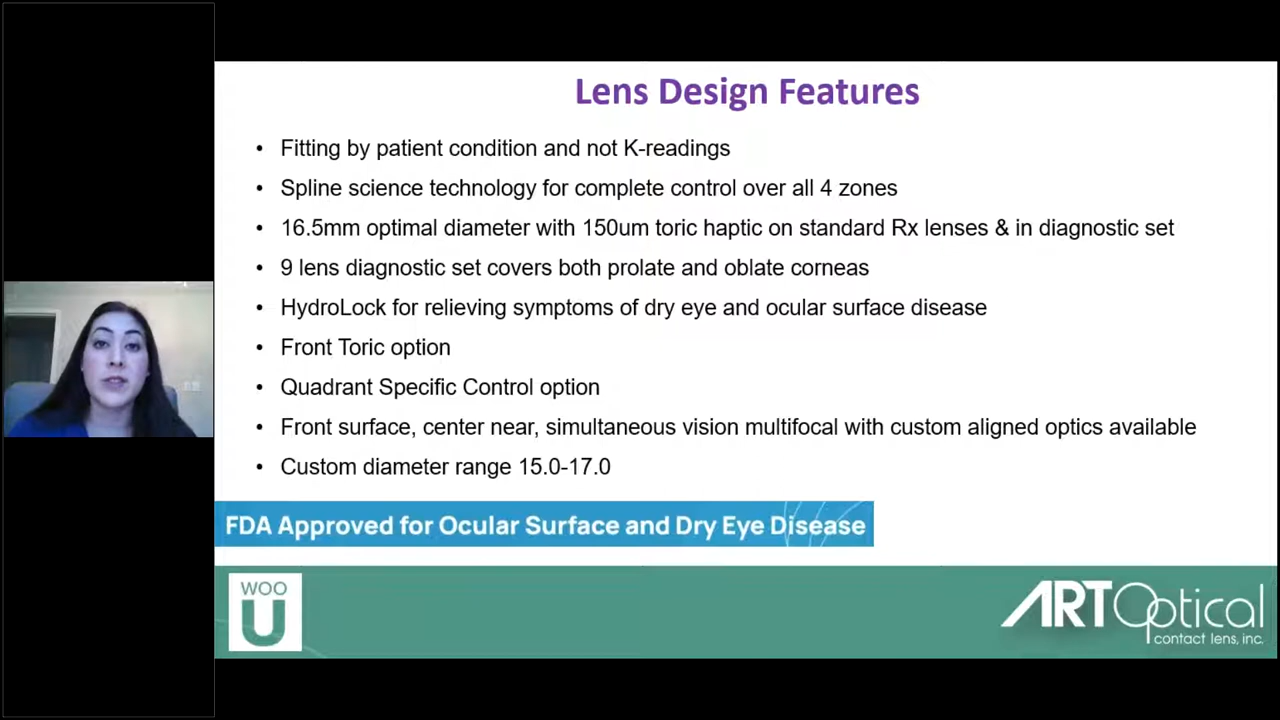 Lens Design Features
• Fitting by patient condition and not K-readings
• Spline science technology for complete control over all 4 zones
• 16.5mm optimal diameter with 150um toric haptic on standard Rx lenses & in diagnostic set
• 9 lens diagnostic set covers both prolate and oblate corneas
• HydroLock for relieving symptoms of dry eye and ocular surface disease
• Front Toric option
• Quadrant Specific Control option
• Front surface, center near, simultaneous vision multifocal with custom aligned optics available
• Custom diameter range 15.0-17.0
FDA Approved for Ocular Surface and Dry Eye Disease
WOO
U
ART Optical
contact lens, inc.